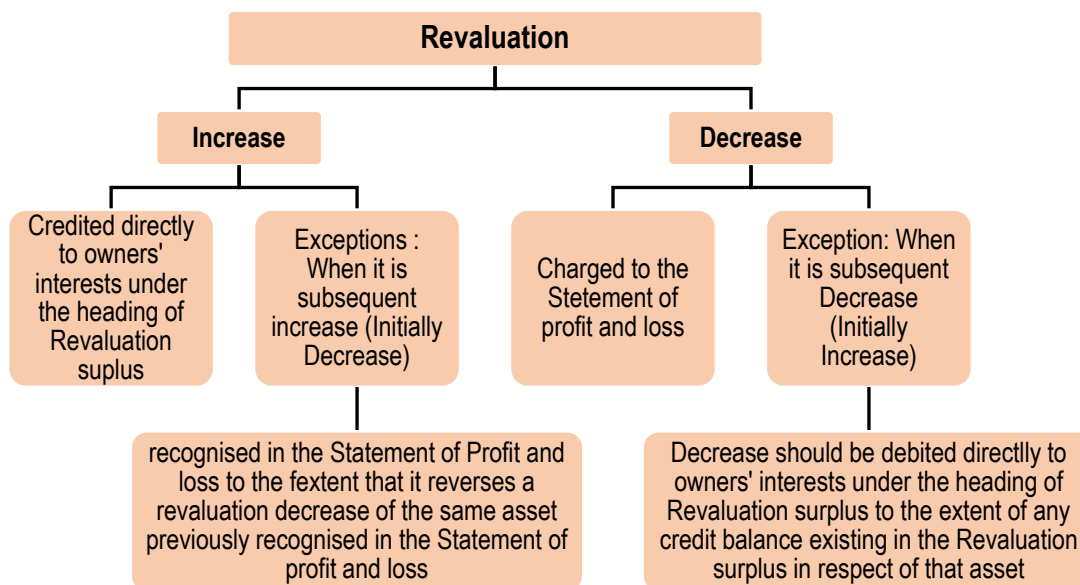 Revaluation
Increase
Decrease
Credited directly
to owners'
interests under
the heading of
Revaluation
suplus
Exceptions :
When it is
subsequent
increase (Initially
Decrease)
Charged to the
Stetement of
profit and loss
Exception: When
it is subsequent
Decrease
(Initially
Increase)
recognised in the Statement of Profit and
loss to the fextent that it reverses a
revaluation decrease of the same asset
previously recognised in the Statement of
profit and loss
Decrease should be debited directlly to
owners' interests under the heading of
Revaluation surplus to the extent of any
credit balance existing in the Revaluation
surplus in respect of that asset